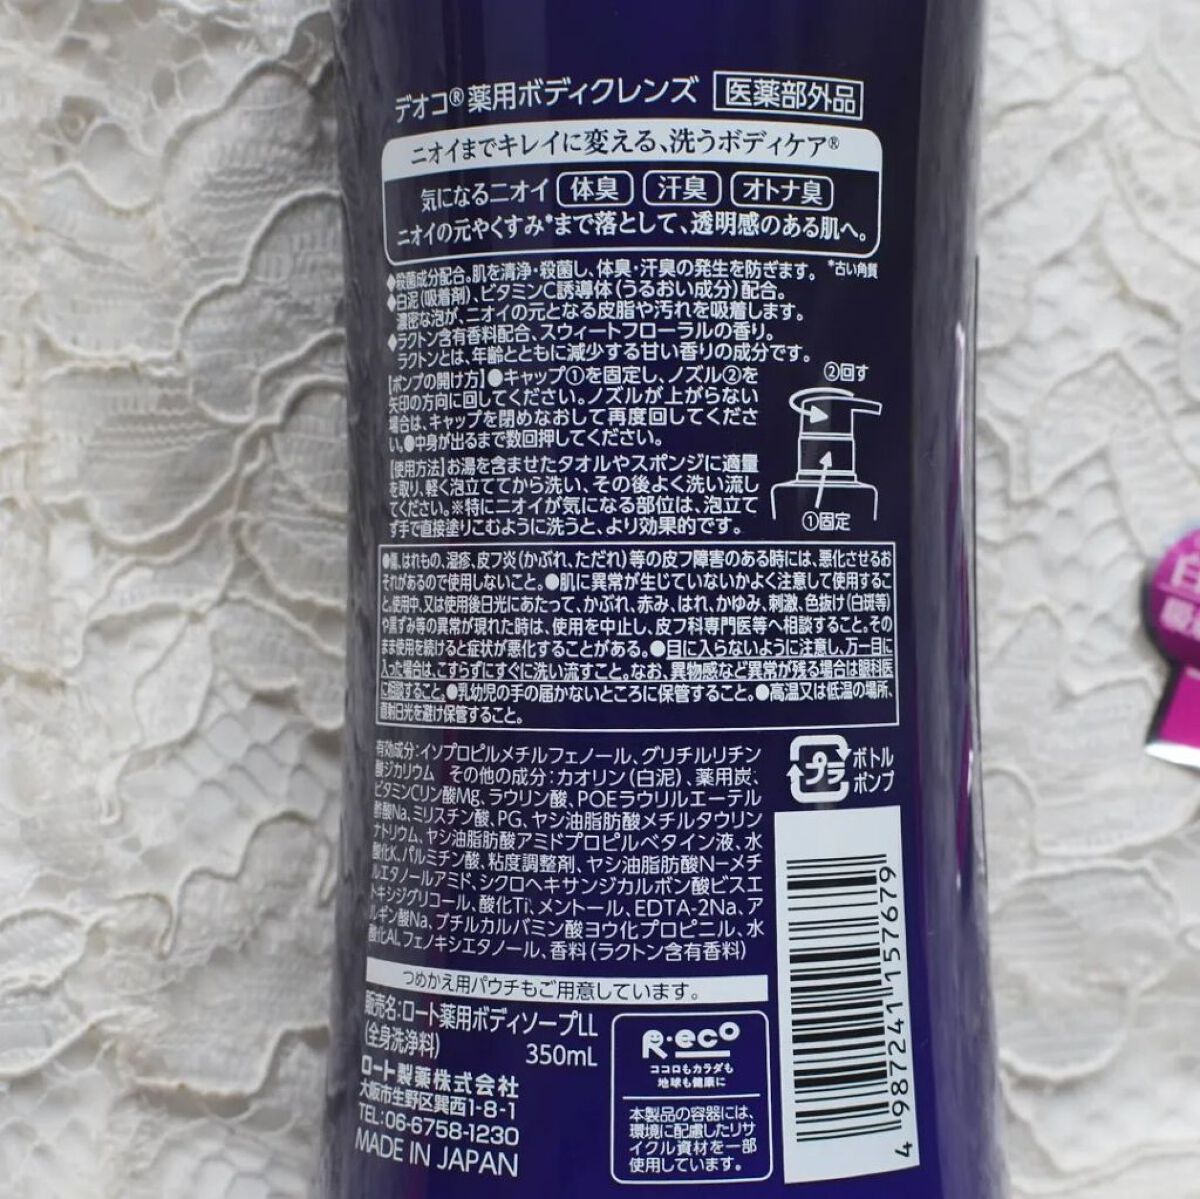 デオコ®薬用ボディクレンズ 医薬部外品
ニオイまでキレイに変える、洗うボディケア®
気になるニオイ 体臭 汗臭 オトナ臭
ニオイの元やくすみ*まで落として、透明感のある肌へ。
*古い角質
◆殺菌成分配合。肌を清浄・殺菌し、体臭・汗臭の発生を防ぎます。
◆白泥(吸着剤)、ビタミンC誘導体(うるおい成分)配合。
濃密な泡が、ニオイの元となる皮脂や汚れを吸着します。
◆ラクトン含有香料配合、スウィートフローラルの香り。
ラクトンとは、年齢とともに減少する甘い香りの成分です。
【ポンプの開け方】●キャップ①を固定し、ノズル②を
矢印の方向に回してください。ノズルが上がらない
場合は、キャップを閉めなおして再度回してくださ
い。●中身が出るまで数回押してください。
②回す
①固定
【使用方法】お湯を含ませたタオルやスポンジに適量
を取り、軽く泡立ててから洗い、その後よく洗い流し
てください。※特にニオイが気になる部位は、泡立て
ず手で直接塗りこむように洗うと、より効果的です。
●傷、はれもの、湿疹、皮フ炎(かぶれ、ただれ)等の皮フ障害のある時には、悪化させるお
それがあるので使用しないこと。●肌に異常が生じていないかよく注意して使用するこ
と。使用中、又は使用後日光にあたって、かぶれ、赤み、はれ、かゆみ、刺激、色抜け(白斑等)
や黒ずみ等の異常が現れた時は、使用を中止し、皮フ科専門医等へ相談すること。その
まま使用を続けると症状が悪化することがある。●目に入らないように注意し、万一目に
入った場合は、こすらずにすぐに洗い流すこと。なお、異物感など異常が残る場合は眼科医
に相談すること。●乳幼児の手の届かないところに保管すること。●高温又は低温の場所、
直射日光を避け保管すること。
有効成分:イソプロピルメチルフェノール、グリチルリチン
酸ジカリウム その他の成分:カオリン(白泥)、薬用炭、
ビタミンCリン酸Mg、ラウリン酸、POEラウリルエーテル
酢酸Na、ミリスチン酸、PG、ヤシ油脂肪酸メチルタウリン
ナトリウム、ヤシ油脂肪酸アミドプロピルベタイン液、水
酸化K、パルミチン酸、粘度調整剤、ヤシ油脂肪酸N-メチ
ルエタノールアミド、シクロヘキサンジカルボン酸ビスエ
トキシジグリコール、酸化Ti、メントール、EDTA-2Na、ア
ルギン酸Na、ブチルカルバミン酸ヨウ化プロピニル、水
酸化Al、フェノキシエタノール、香料(ラクトン含有香料)
プラ
ボトル
ポンプ
つめかえ用パウチもご用意しています。
販売名:ロート薬用ボディソープLL
(全身洗浄料) 350mL
ロート製薬株式会社
大阪市生野区巽西1-8-1
TEL:06-6758-1230
MADE IN JAPAN
R・eco
ココロもカラダも
地球も健康に
本製品の容器には、
環境に配慮したリサ
イクル資材を一部
使用しています。
4 987241 157679